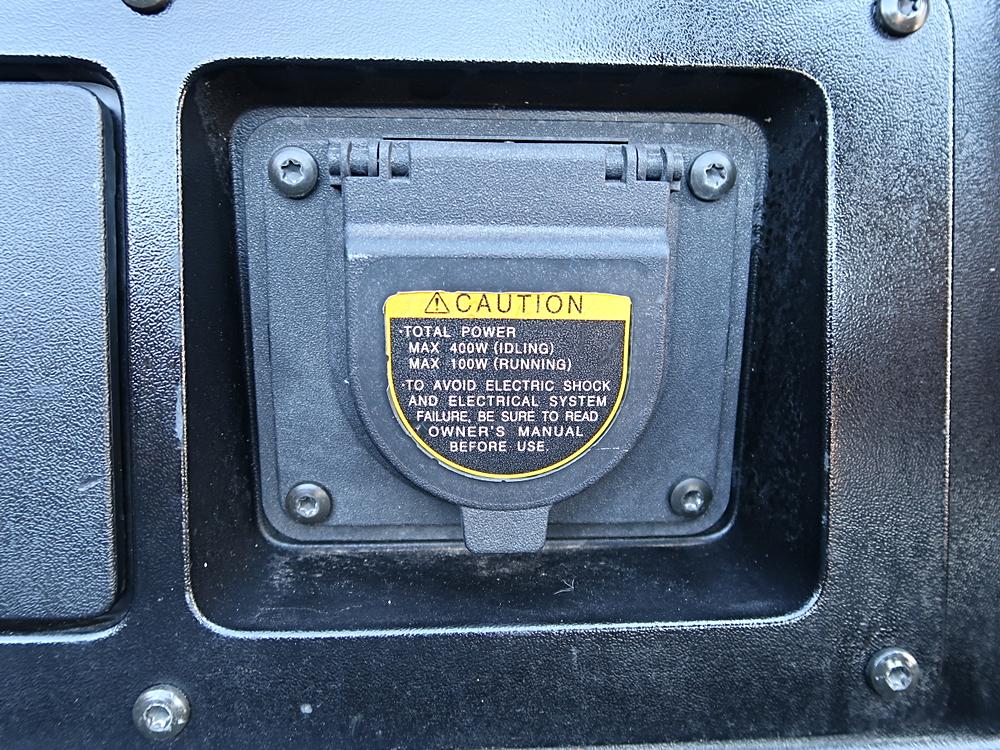 ⚠CAUTION
·TOTAL POWER
MAX 400W (IDLING)
MAX 100W (RUNNING)
·TO AVOID ELECTRIC SHOCK
AND ELECTRICAL SYSTEM
FAILURE, BE SURE TO READ
OWNER'S MANUAL
BEFORE USE.